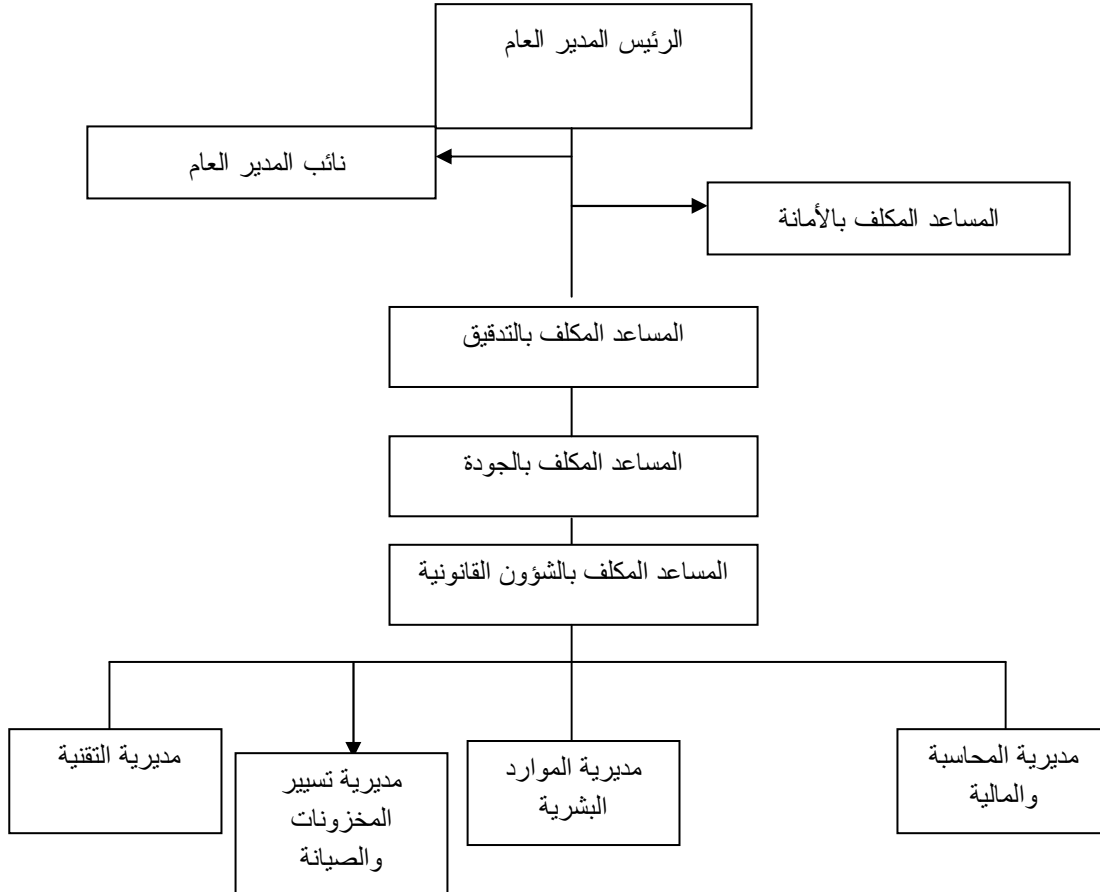 الرئيس المدير العام
نائب المدير العام
المساعد المكلف بالأمانة
المساعد المكلف بالتدقيق
المساعد المكلف بالجودة
المساعد المكلف بالشؤون القانونية
مديرية المحاسبة
والمالية
مديرية الموارد
البشرية
مديرية تسيير
المخزونات
والصيانة
مديرية التقنية